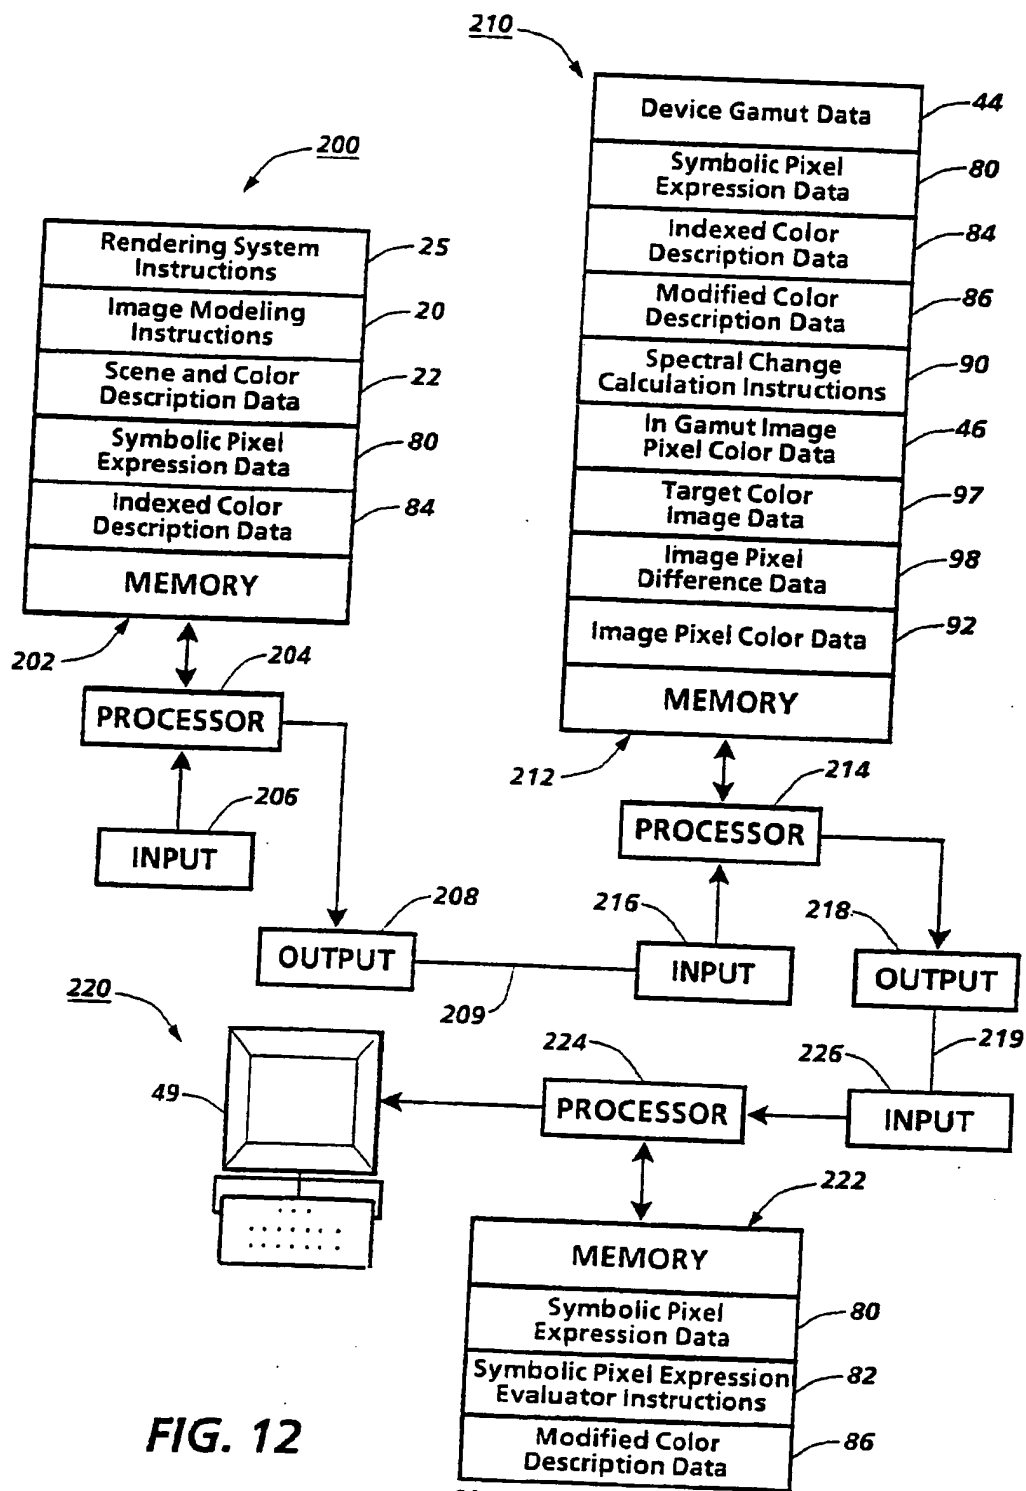 210
Device Gamut Data
44
Symbolic Pixel
Expression Data
80
Indexed Color
Description Data
84
Modified Color
Description Data
86
Spectral Change
Calculation Instructions
90
In Gamut Image
Pixel Color Data
46
Target Color
Image Data
97
Image Pixel
Difference Data
98
Image Pixel Color Data
92
MEMORY
212
200
Rendering System
Instructions
25
Image Modeling
Instructions
20
Scene and Color
Description Data
22
Symbolic Pixel
Expression Data
80
Indexed Color
Description Data
84
MEMORY
202
204
PROCESSOR
206
INPUT
208
OUTPUT
209
214
PROCESSOR
216
INPUT
218
OUTPUT
219
220
49
224
PROCESSOR
226
INPUT
222
MEMORY
Symbolic Pixel
Expression Data
80
Symbolic Pixel Expression
Evaluator Instructions
82
Modified Color
Description Data
86
FIG. 12